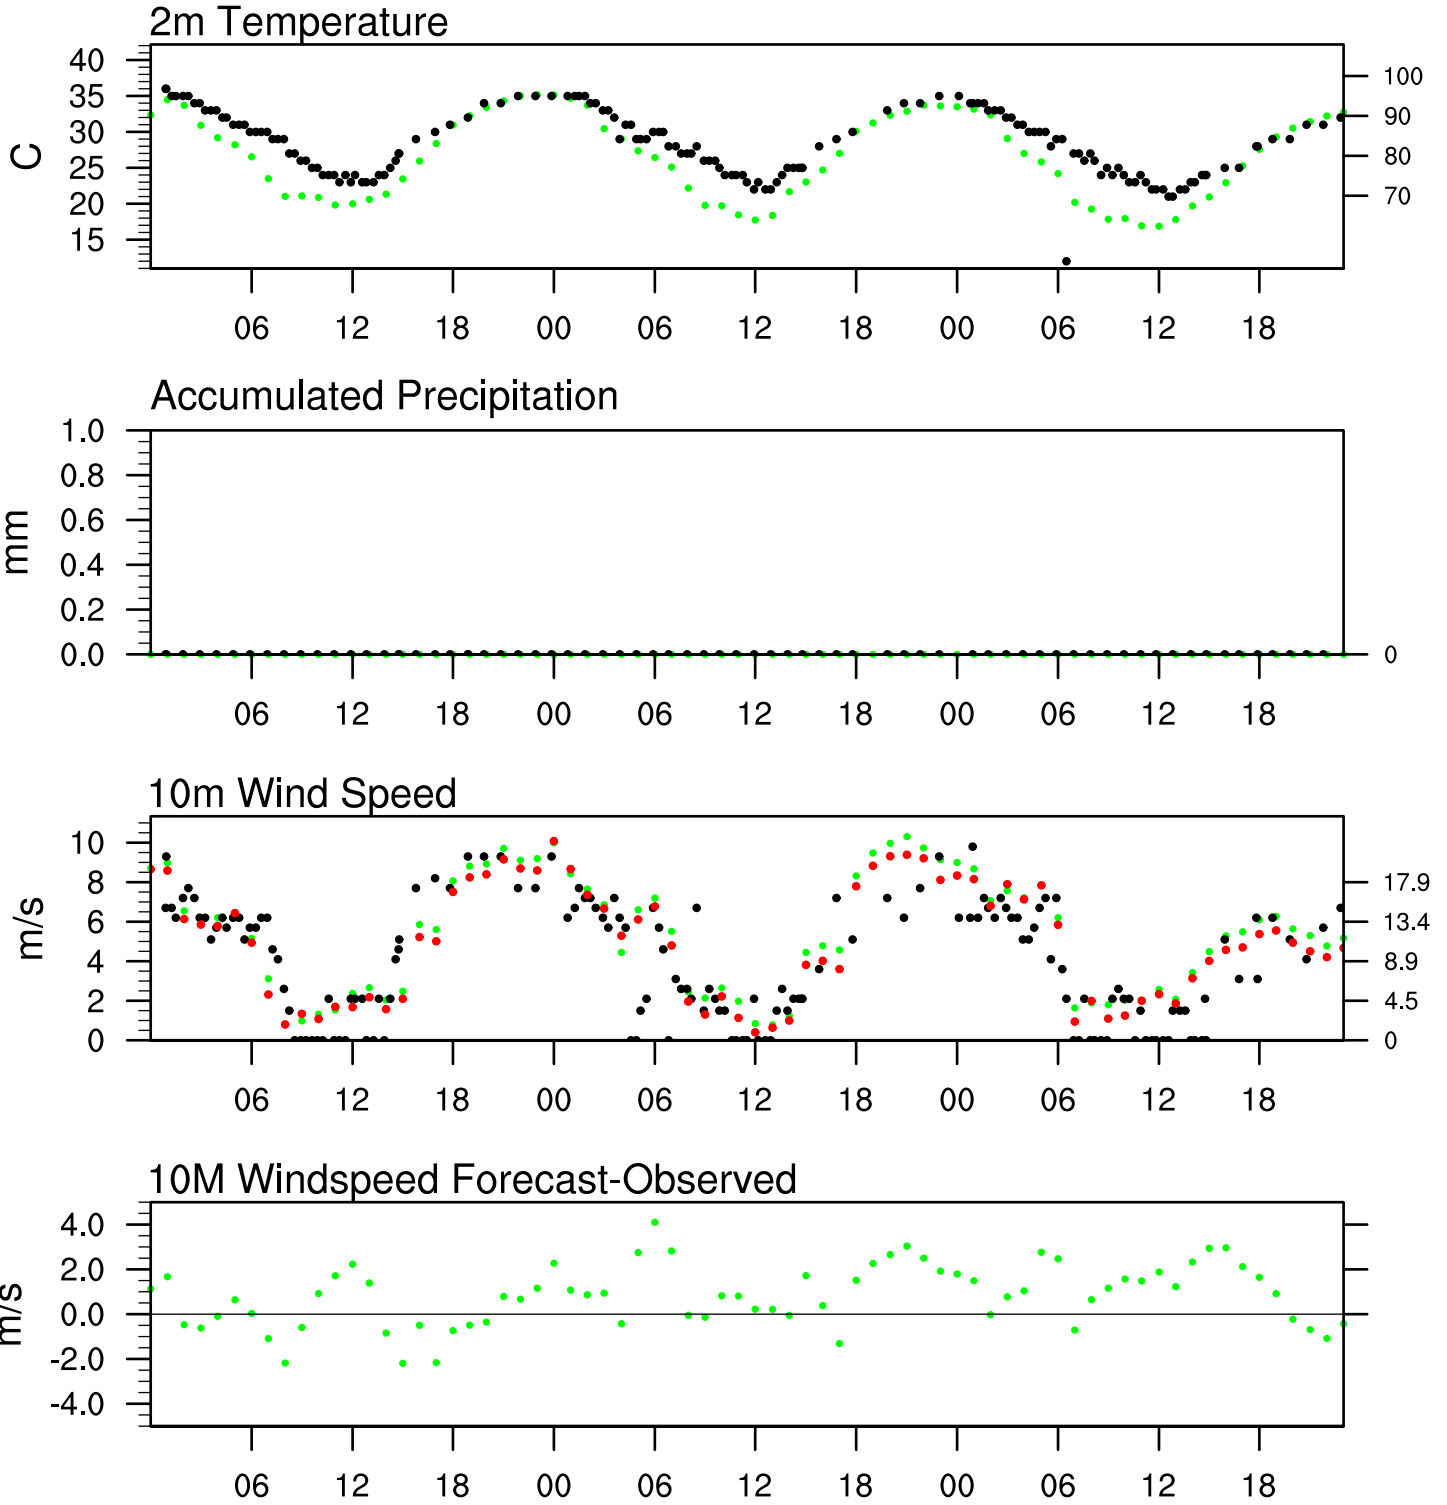 2m Temperature
40
35
30
25
20
15
C
100
90
80
70
06 12 18 00 06 12 18 00 06 12 18
Accumulated Precipitation
1.0
0.8
0.6
0.4
0.2
0.0
mm
0
06 12 18 00 06 12 18 00 06 12 18
10m Wind Speed
10
8
6
4
2
0
m/s
17.9
13.4
8.9
4.5
0
06 12 18 00 06 12 18 00 06 12 18
10M Windspeed Forecast-Observed
4.0
2.0
0.0
-2.0
-4.0
m/s
06 12 18 00 06 12 18 00 06 12 18